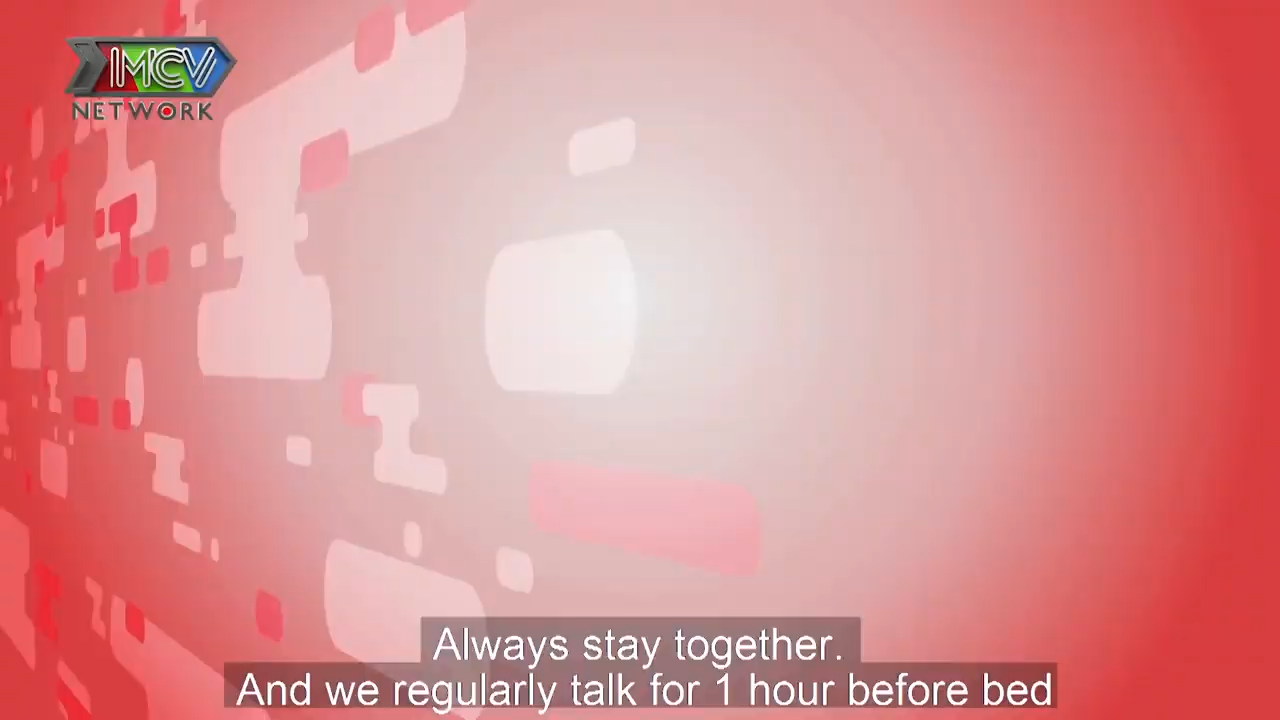 MCV
NETWORK
Always stay together.
And we regularly talk for 1 hour before bed